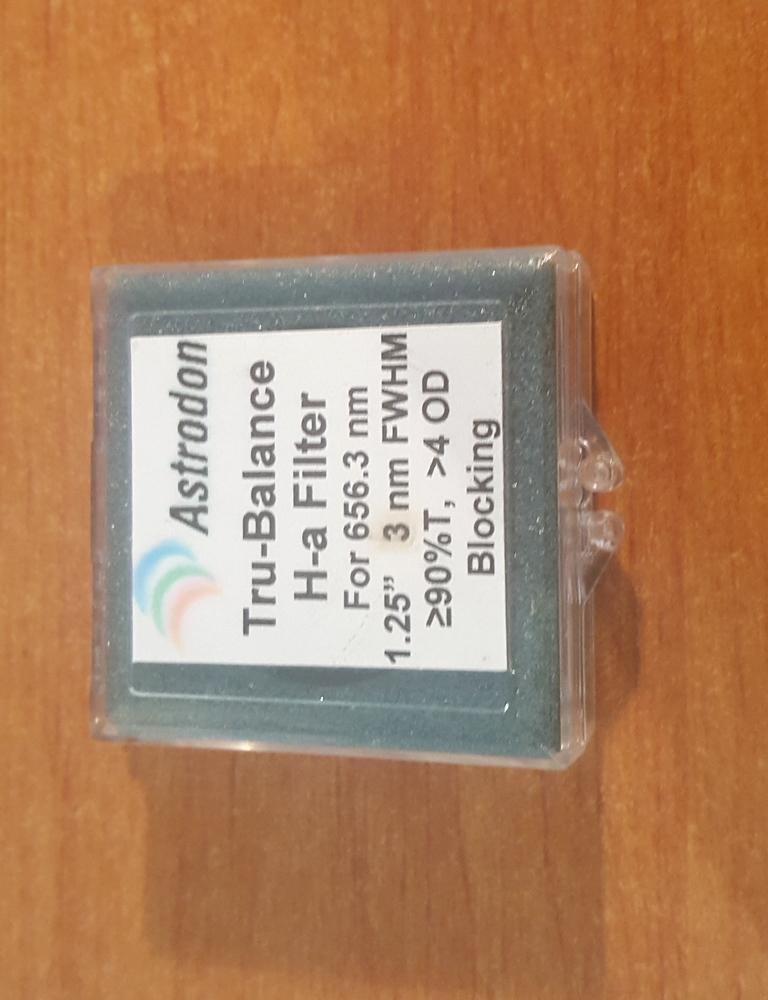 Astrodon
Tru-Balance
H-a Filter
For 656.3 nm
1.25” 3 nm FWHM
≥90%T, >4 OD
Blocking